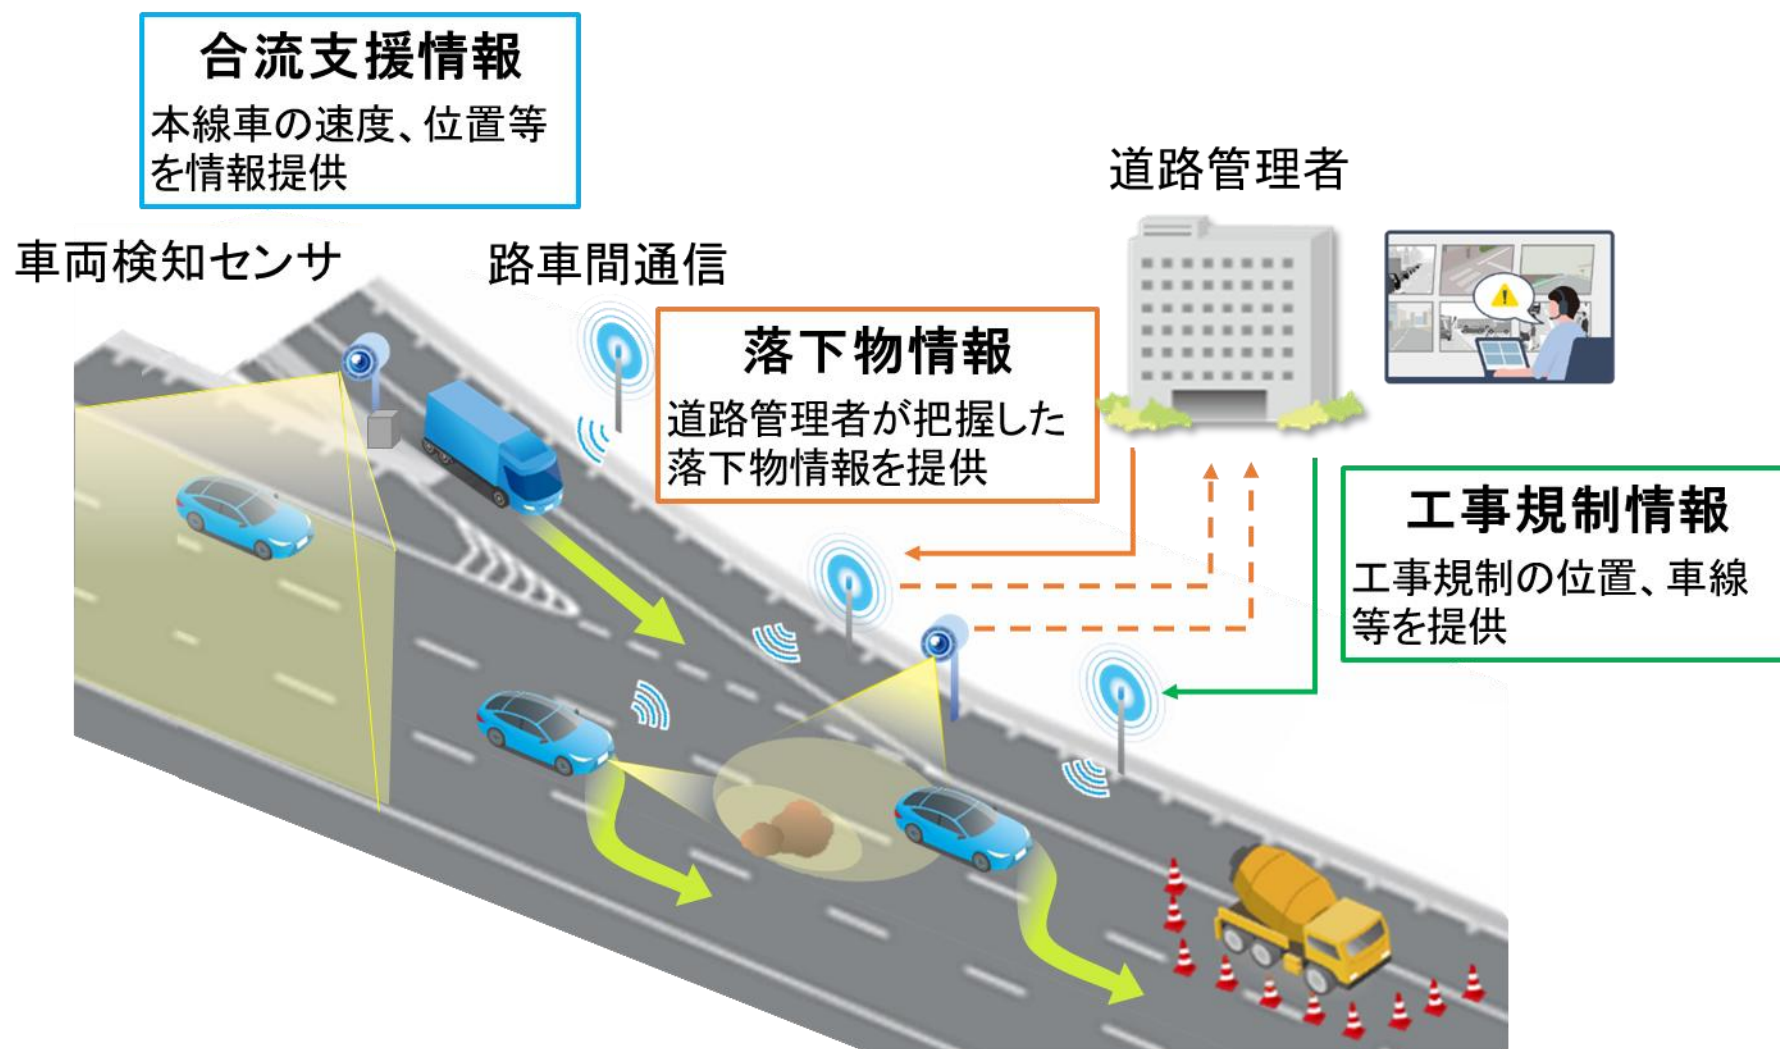 合流支援情報
本線車の速度、位置等
を情報提供
道路管理者
車両検知センサ
路車間通信
落下物情報
道路管理者が把握した
落下物情報を提供
工事規制情報
工事規制の位置、車線
等を提供